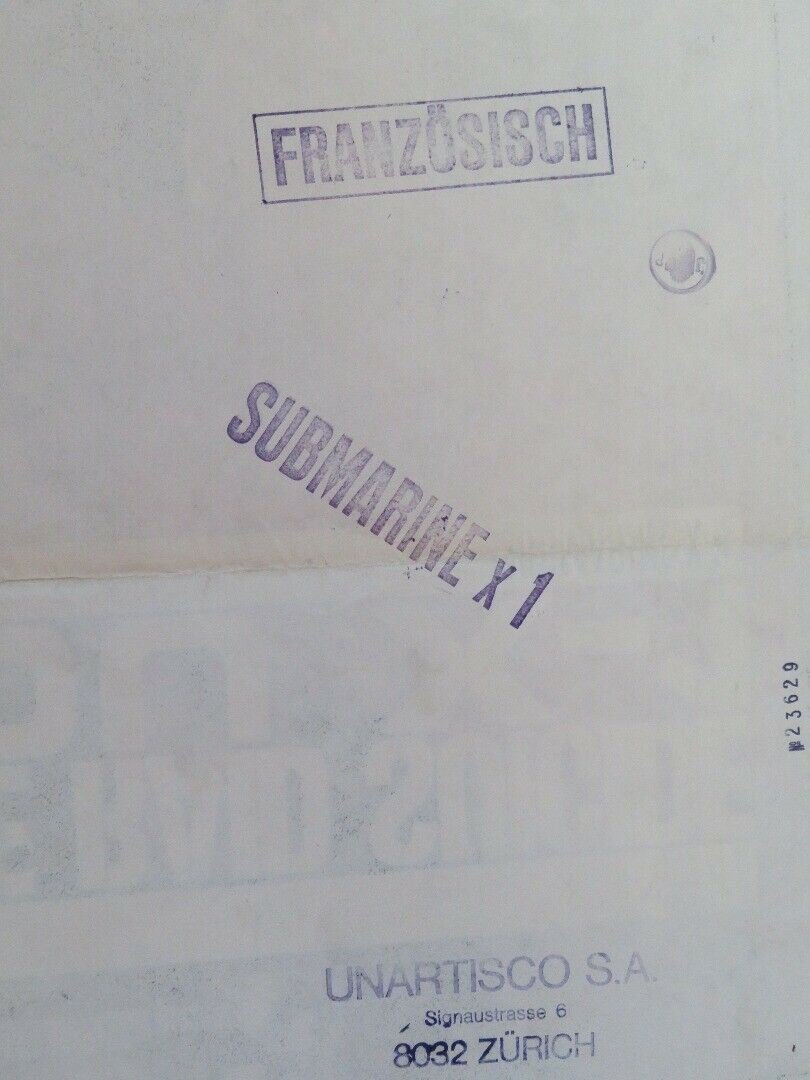 FRANZÖSISCH
SUBMARINE x 1
№23629
UNARTISCO S.A.
Signaustrasse 6
8032 ZÜRICH